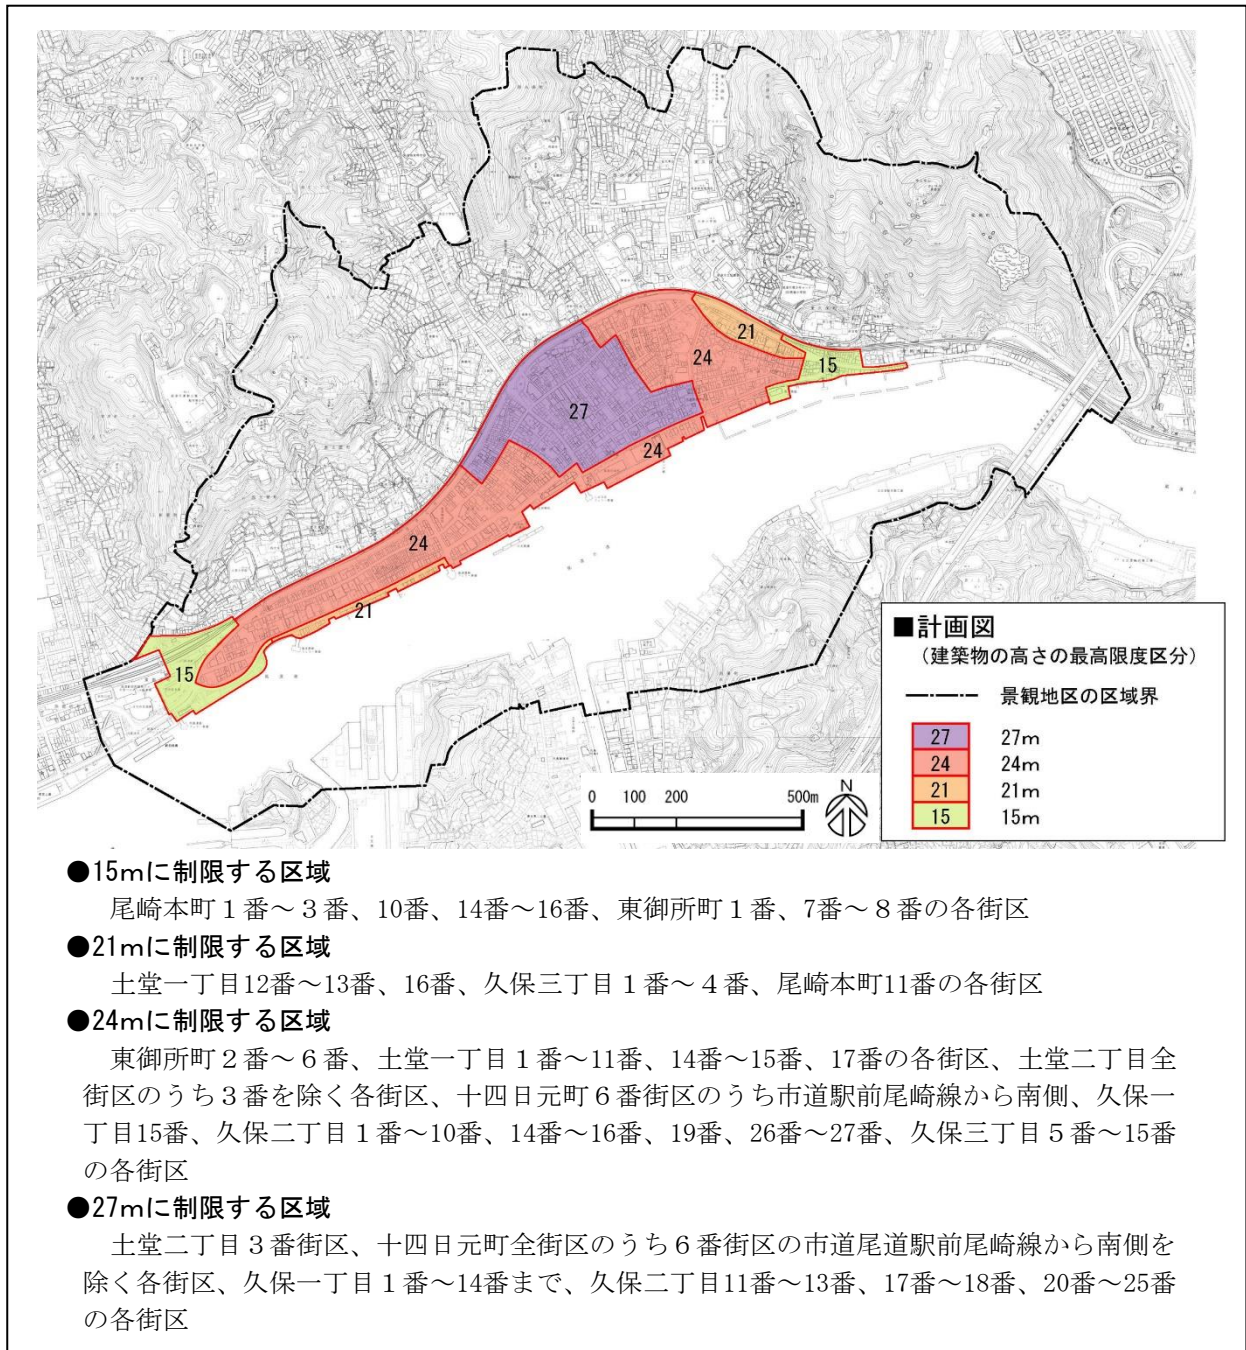 21
24
15
27
24
24
21
15
■計画図
(建築物の高さの最高限度区分)
景観地区の区域界
27 27m
24 24m
21 21m
15 15m
0 100 200 500m
N
●15mに制限する区域
尾崎本町1番～3番、10番、14番～16番、東御所町1番、7番～8番の各街区
●21mに制限する区域
土堂一丁目12番～13番、16番、久保三丁目1番～4番、尾崎本町11番の各街区
●24mに制限する区域
東御所町2番～6番、土堂一丁目1番～11番、14番～15番、17番の各街区、土堂二丁目全
街区のうち3番を除く各街区、十四日元町6番街区のうち市道駅前尾崎線から南側、久保一
丁目15番、久保二丁目1番～10番、14番～16番、19番、26番～27番、久保三丁目5番～15番
の各街区
●27mに制限する区域
土堂二丁目3番街区、十四日元町全街区のうち6番街区の市道尾道駅前尾崎線から南側を
除く各街区、久保一丁目1番～14番まで、久保二丁目11番～13番、17番～18番、20番～25番
の各街区